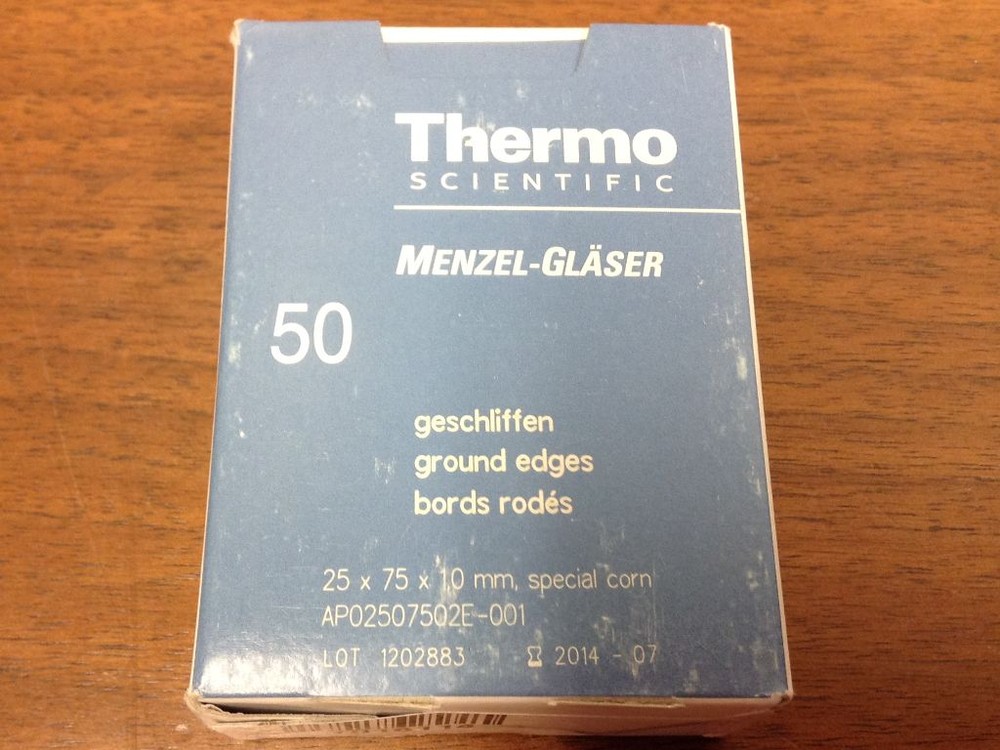 Thermo
SCIENTIFIC
MENZEL-GLÄSER
50
geschliffen
ground edges
bords rodés
25 x 75 x 1,0 mm, special corn
AP02507502E-001
LOT 1202883 2014 - 07